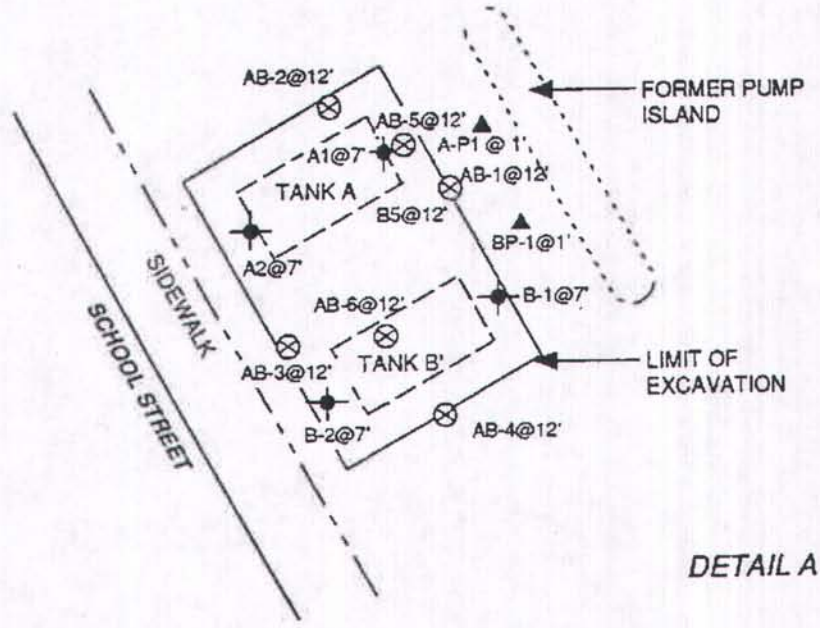 AB-2@12'
FORMER PUMP
ISLAND
AB-5@12'
A-P1 @ 1'
A1@7'
AB-1@12'
TANK A
B5@12'
BP-1@1'
A2@7'
SIDEWALK
AB-6@12'
B-1@7'
SCHOOL STREET
AB-3@12'
TANK B'
LIMIT OF
EXCAVATION
B-2@7'
AB-4@12'
DETAIL A